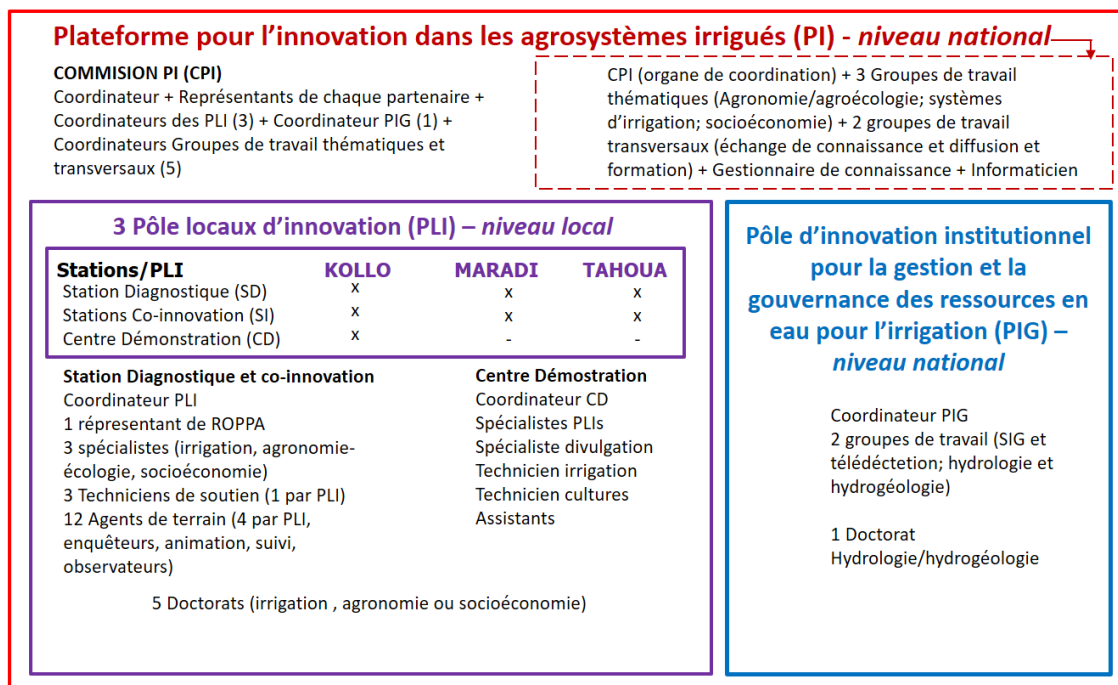 Plateforme pour l’innovation dans les agrosystèmes irrigués (PI) - niveau national
COMMISION PI (CPI)
Coordinateur + Représentants de chaque partenaire +
Coordinateurs des PLI (3) + Coordinateur PIG (1) +
Coordinateurs Groupes de travail thématiques et
transversaux (5)
CPI (organe de coordination) + 3 Groupes de travail
thématiques (Agronomie/agroécologie; systèmes
d’irrigation; socioéconomie) + 2 groupes de travail
transversaux (échange de connaissance et diffusion et
formation) + Gestionnaire de connaissance + Informaticien
3 Pôle locaux d’innovation (PLI) – niveau local
Stations/PLI KOLLO MARADI TAHOUA
Station Diagnostique (SD) x x x
Stations Co-innovation (SI) x x x
Centre Démonstration (CD) x - -
Station Diagnostique et co-innovation
Coordinateur PLI
1 répresentant de ROPPA
3 spécialistes (irrigation, agronomie-
écologie, socioéconomie)
3 Techniciens de soutien (1 par PLI)
12 Agents de terrain (4 par PLI,
enquêteurs, animation, suivi,
observateurs)
Centre Démostration
Coordinateur CD
Spécialistes PLIs
Spécialiste divulgation
Technicien irrigation
Technicien cultures
Assistants
5 Doctorats (irrigation , agronomie ou socioéconomie)
Pôle d’innovation institutionnel
pour la gestion et la
gouvernance des ressources en
eau pour l’irrigation (PIG) –
niveau national
Coordinateur PIG
2 groupes de travail (SIG et
télédéctetion; hydrologie et
hydrogéologie)
1 Doctorat
Hydrologie/hydrogéologie